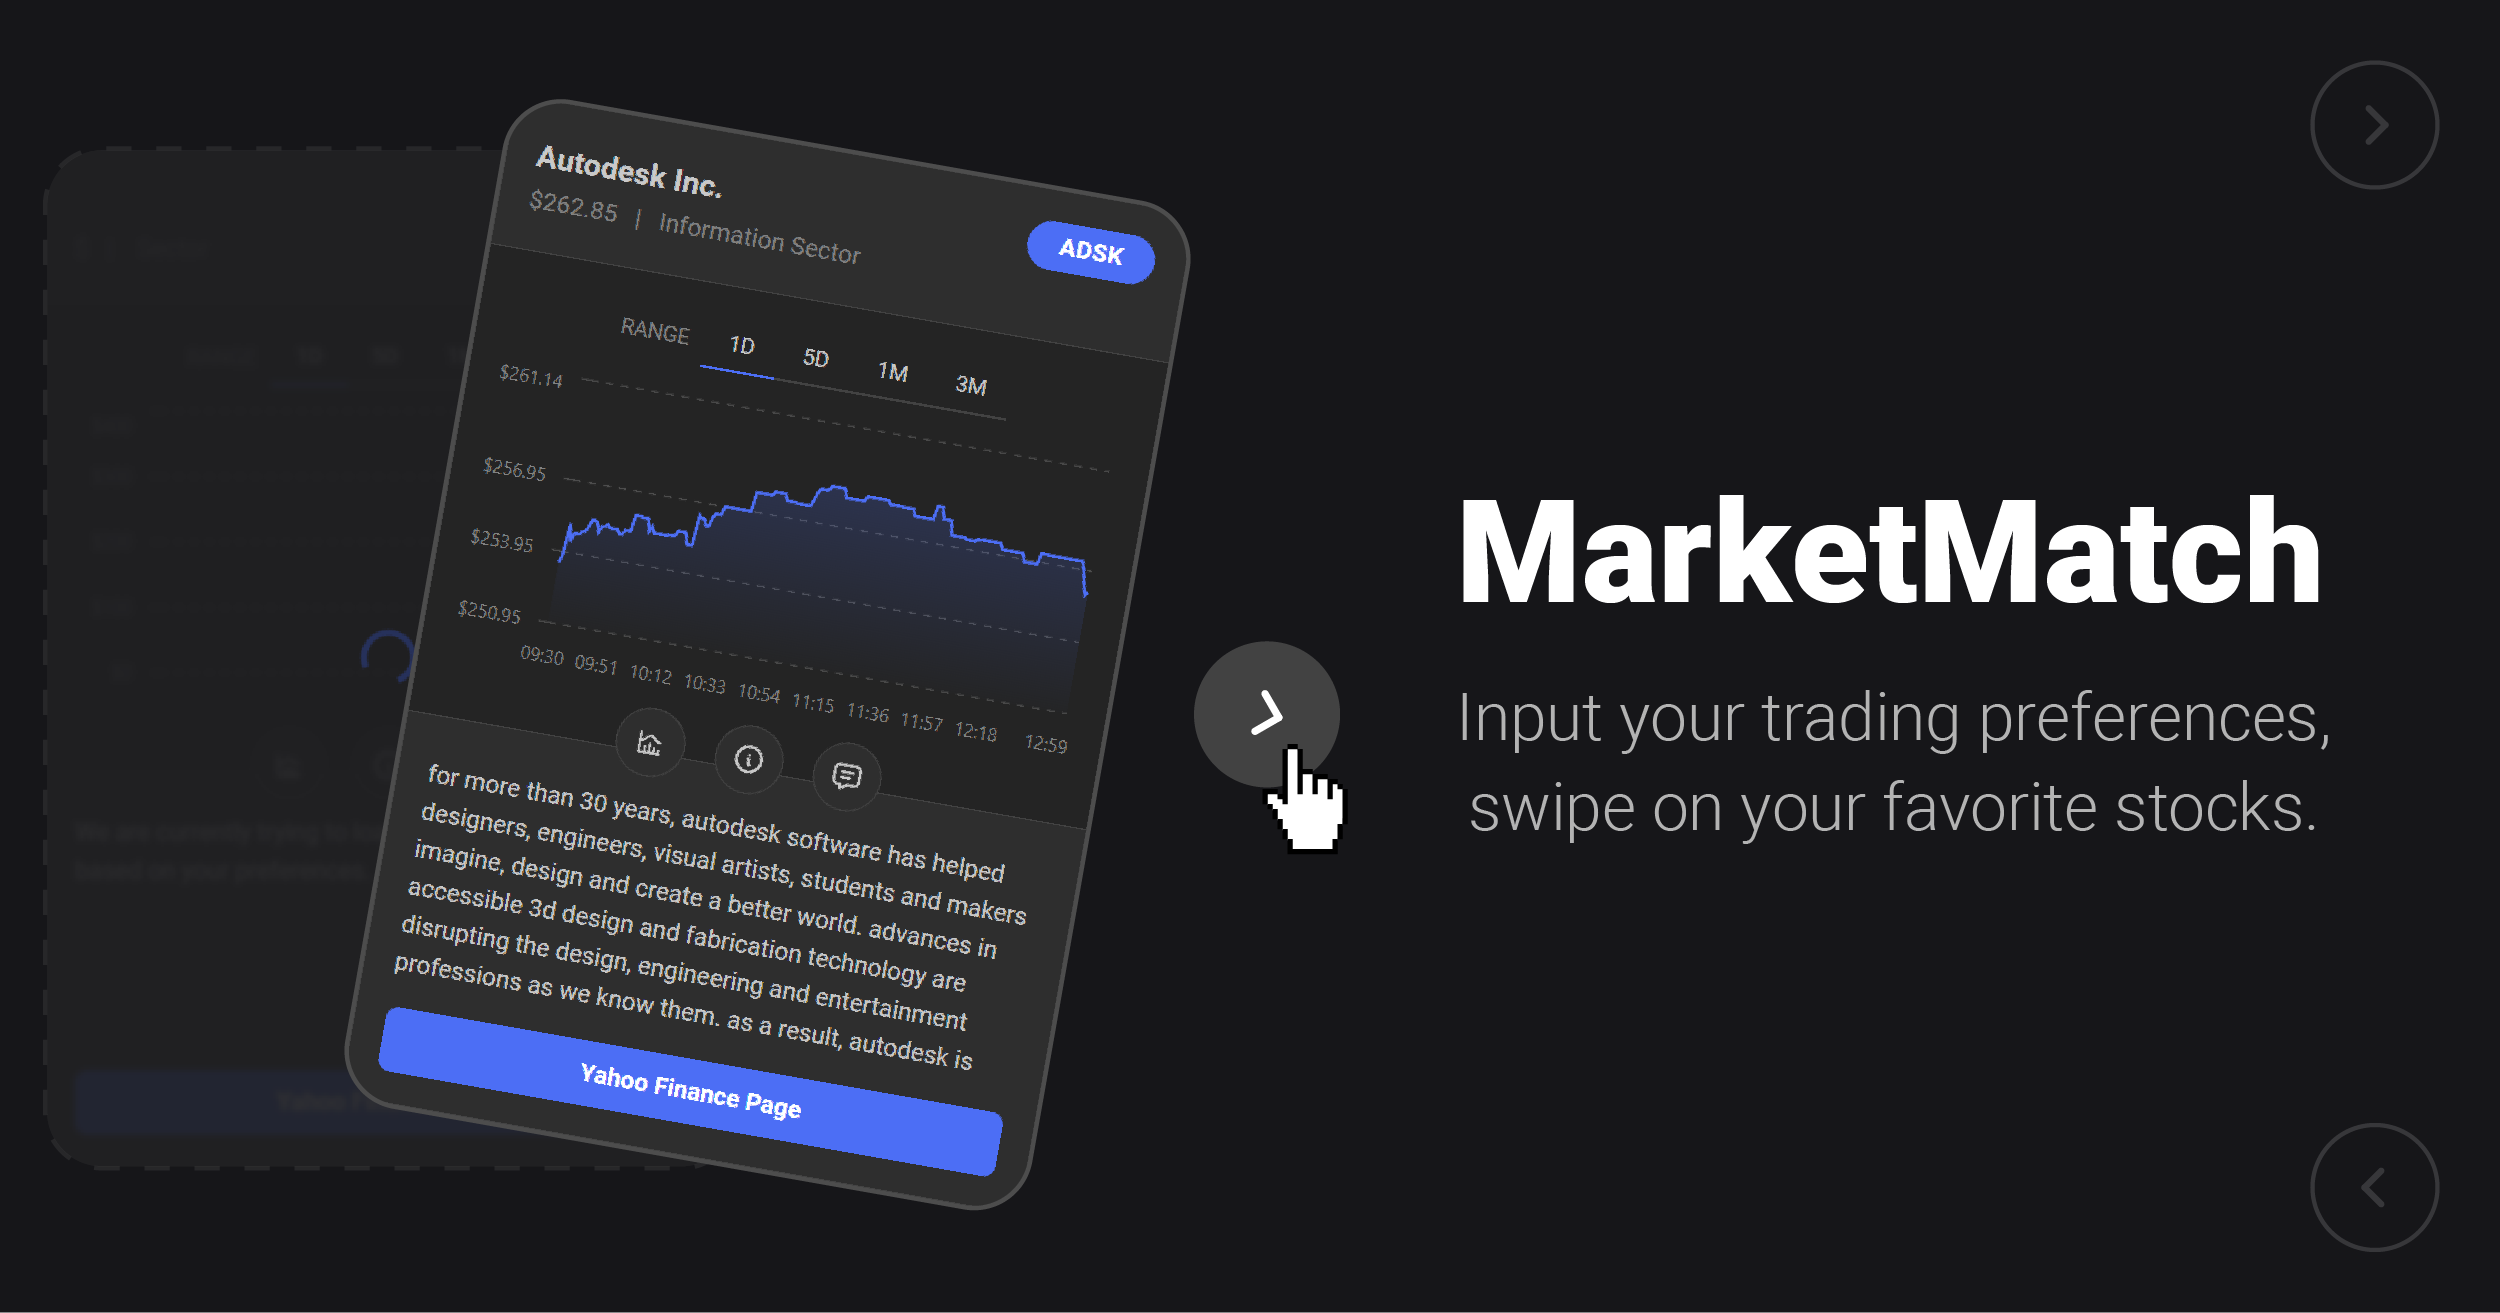 Autodesk Inc.
$262.85 | Information Sector
ADSK
RANGE 1D 5D 1M 3M
$261.14
$256.95
$253.95
$250.95
09:30 09:51 10:12 10:33 10:54 11:15 11:36 11:57 12:18 12:59
for more than 30 years, autodesk software has helped
designers, engineers, visual artists, students and makers
imagine, design and create a better world. advances in
accessible 3d design and fabrication technology are
disrupting the design, engineering and entertainment
professions as we know them. as a result, autodesk is
Yahoo Finance Page
MarketMatch
Input your trading preferences,
swipe on your favorite stocks.